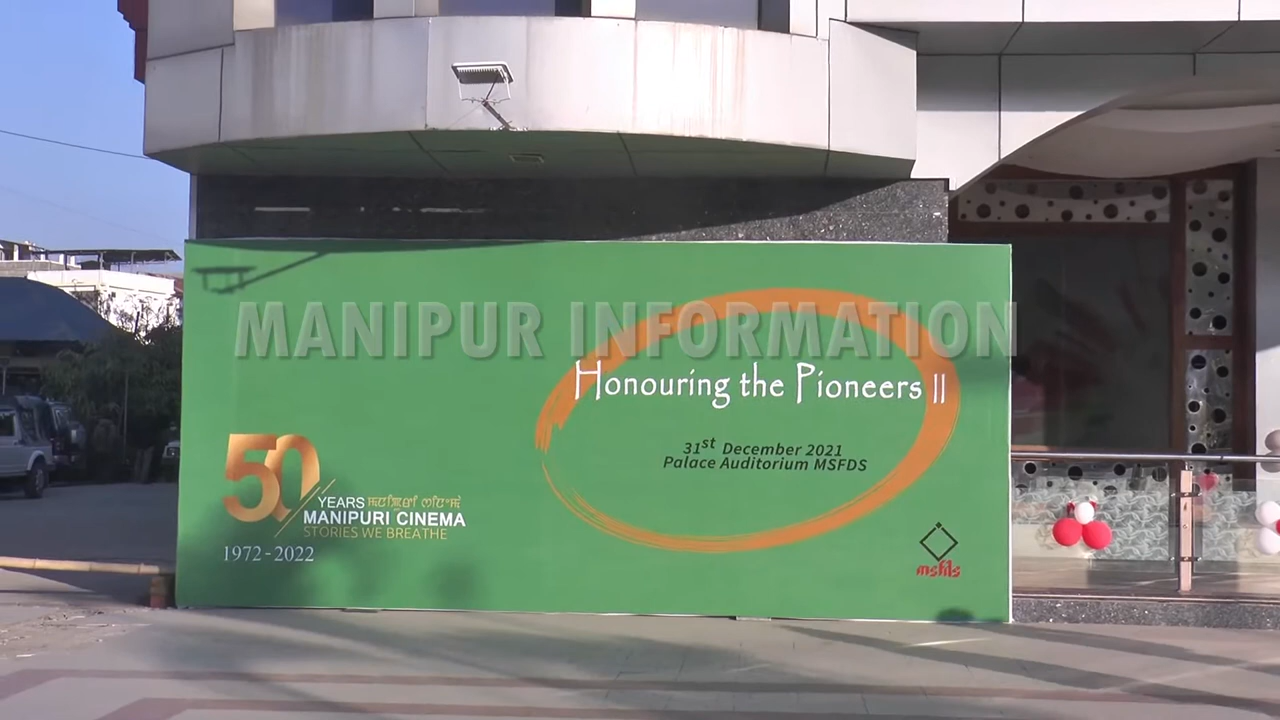 MANIPUR INFORMATION
Honouring the Pioneers II
31st December 2021
Palace Auditorium MSFDS
50
YEARS
MANIPURI CINEMA
STORIES WE BREATHE
1972 - 2022
msfds